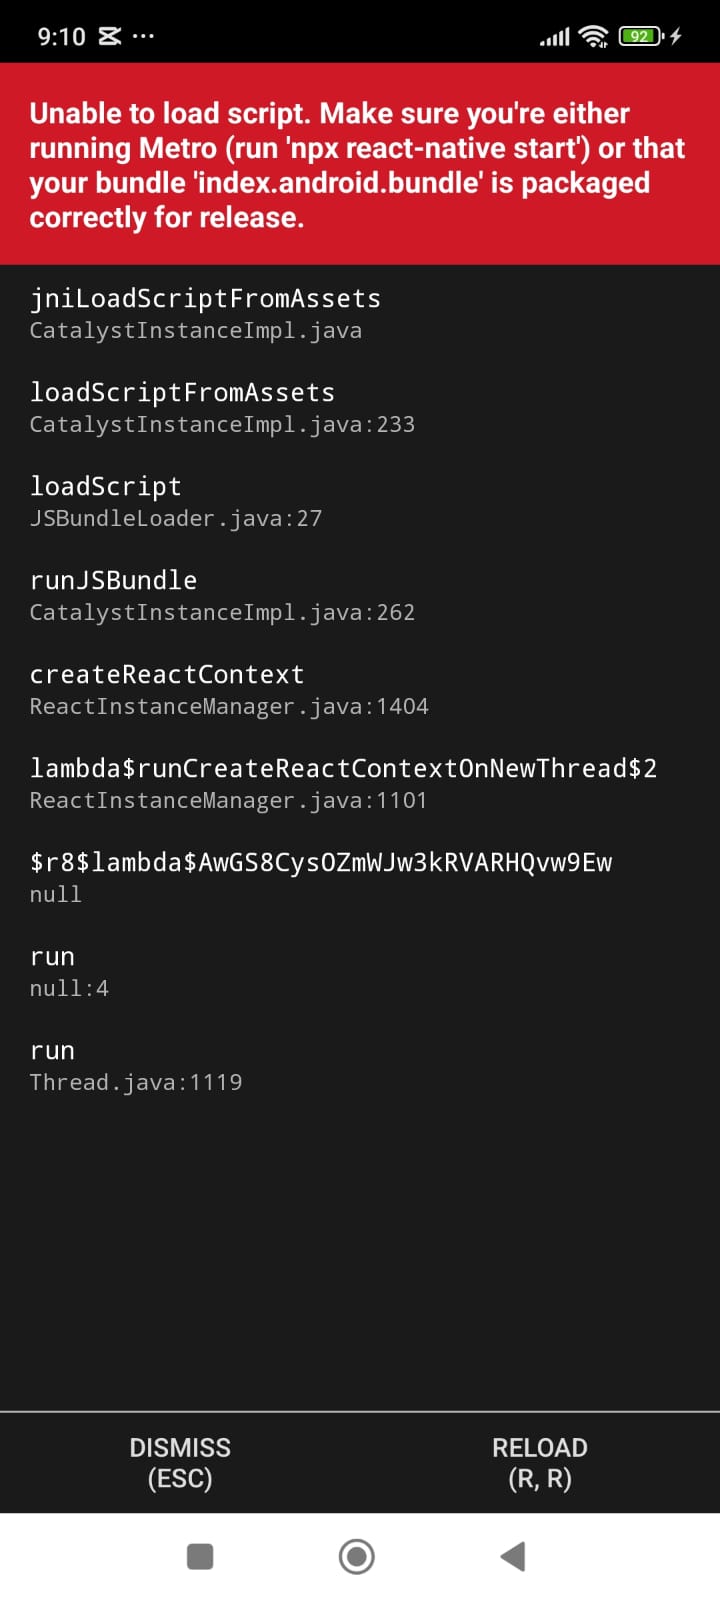 9:10
92
Unable to load script. Make sure you're either
running Metro (run 'npx react-native start') or that
your bundle 'index.android.bundle' is packaged
correctly for release.
jniLoadScriptFromAssets
CatalystInstanceImpl.java
loadScriptFromAssets
CatalystInstanceImpl.java:233
loadScript
JSBundleLoader.java:27
runJSBundle
CatalystInstanceImpl.java:262
createReactContext
ReactInstanceManager.java:1404
lambda$runCreateReactContextOnNewThread$2
ReactInstanceManager.java:1101
$r8$lambda$AwGS8CysOZmWJw3kRVARHQvw9Ew
null
run
null:4
run
Thread.java:1119
DISMISS
(ESC)
RELOAD
(R, R)